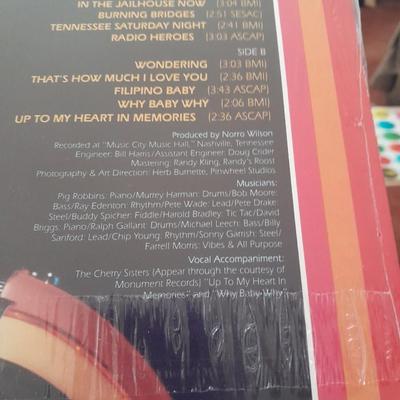 IN THE JAILHOUSE NOW (3:04 BMI)
BURNING BRIDGES (2:51 SESAC)
TENNESSEE SATURDAY NIGHT (2:41 BMI)
RADIO HEROES (3:03 ASCAP)
SIDE B
WONDERING (3:03 BMI)
THAT'S HOW MUCH I LOVE YOU (2:36 BMI)
FILIPINO BABY (3:43 ASCAP)
WHY BABY WHY (2:06 BMI)
UP TO MY HEART IN MEMORIES (2:36 ASCAP)
Produced by Norro Wilson
Recorded at "Music City Music Hall," Nashville, Tennessee
Engineer: Bill Harris/Assistant Engineer: Doug Crider
Mastering: Randy Kling, Randy's Roost
Photography & Art Direction: Herb Burnette, Pinwheel Studios
Musicians:
Pig Robbins: Piano/Murrey Harman: Drums/Bob Moore:
Bass/Ray Edenton: Rhythm/Pete Wade: Lead/Pete Drake:
Steel/Buddy Spicher: Fiddle/Harold Bradley: Tic Tac/David
Briggs: Piano/Ralph Gallant: Drums/Michael Leech: Bass/Billy
Sanford: Lead/Chip Young: Rhythm/Sonny Garrish: Steel/
Farrell Morris: Vibes & All Purpose
Vocal Accompaniment:
The Cherry Sisters (Appear through the courtesy of
Monument Records) "Up To My Heart In
Memories" and "Why Baby Why"